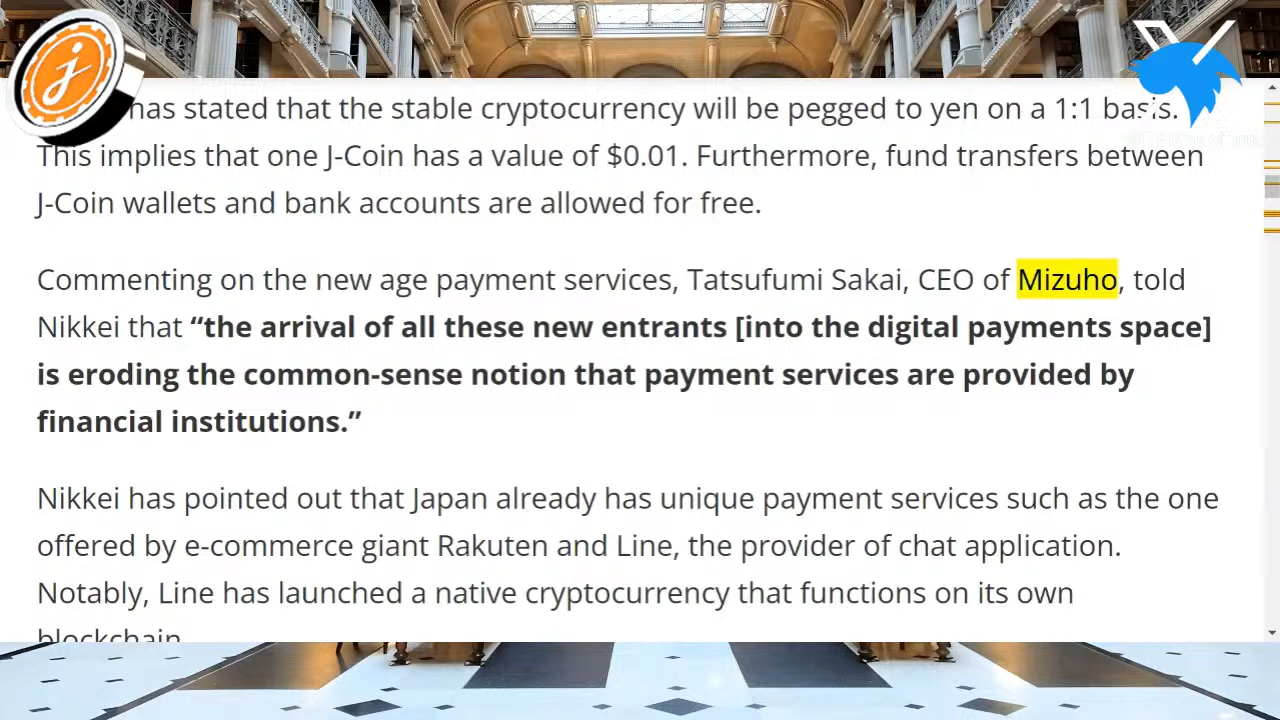 has stated that the stable cryptocurrency will be pegged to yen on a 1:1 basis.
This implies that one J-Coin has a value of $0.01. Furthermore, fund transfers between
J-Coin wallets and bank accounts are allowed for free.
Commenting on the new age payment services, Tatsufumi Sakai, CEO of Mizuho, told
Nikkei that “the arrival of all these new entrants [into the digital payments space]
is eroding the common-sense notion that payment services are provided by
financial institutions.”
Nikkei has pointed out that Japan already has unique payment services such as the one
offered by e-commerce giant Rakuten and Line, the provider of chat application.
Notably, Line has launched a native cryptocurrency that functions on its own
blockchain